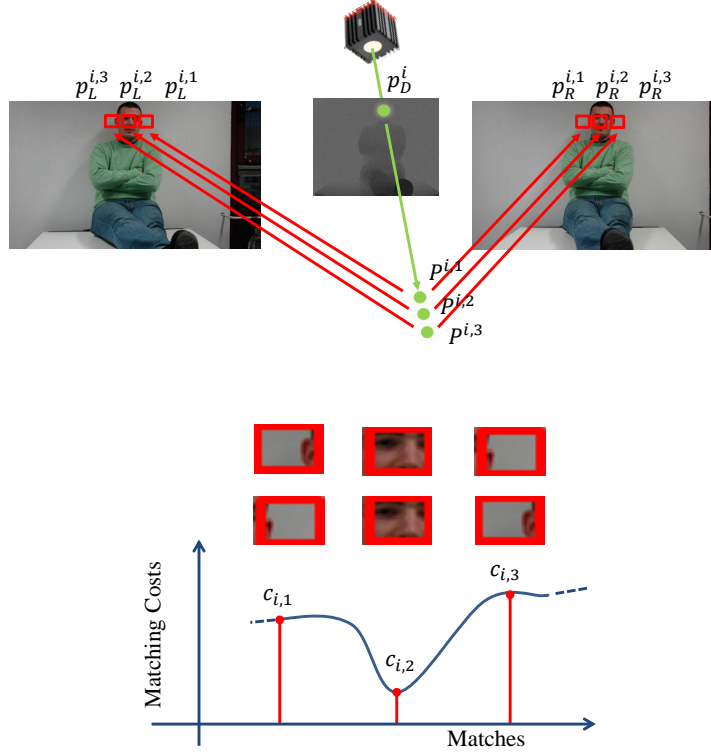 $p_D^i$
$p_L^{i,3}$ $p_L^{i,2}$ $p_L^{i,1}$
$p_R^{i,1}$ $p_R^{i,2}$ $p_R^{i,3}$
$P^{i,1}$
$P^{i,2}$
$P^{i,3}$
$c_{i,3}$
$c_{i,1}$
$c_{i,2}$
Matching Costs
Matches